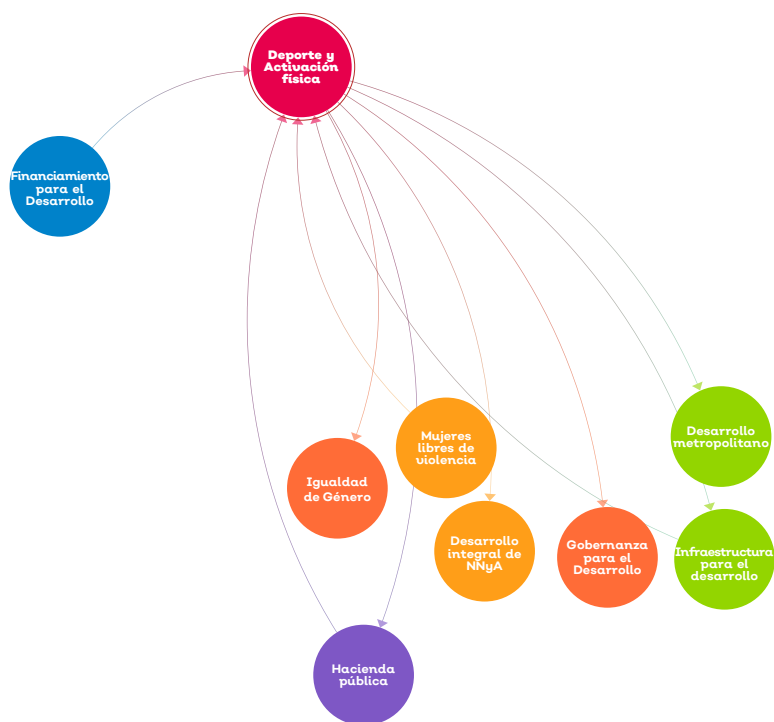 Deporte y
Activación
física
Financiamiento
para el
Desarrollo
Mujeres
libres de
violencia
Desarrollo
metropolitano
Igualdad
de Género
Desarrollo
integral de
NNyA
Gobernanza
para el
Desarrollo
Infraestructura
para el
desarrollo
Hacienda
pública